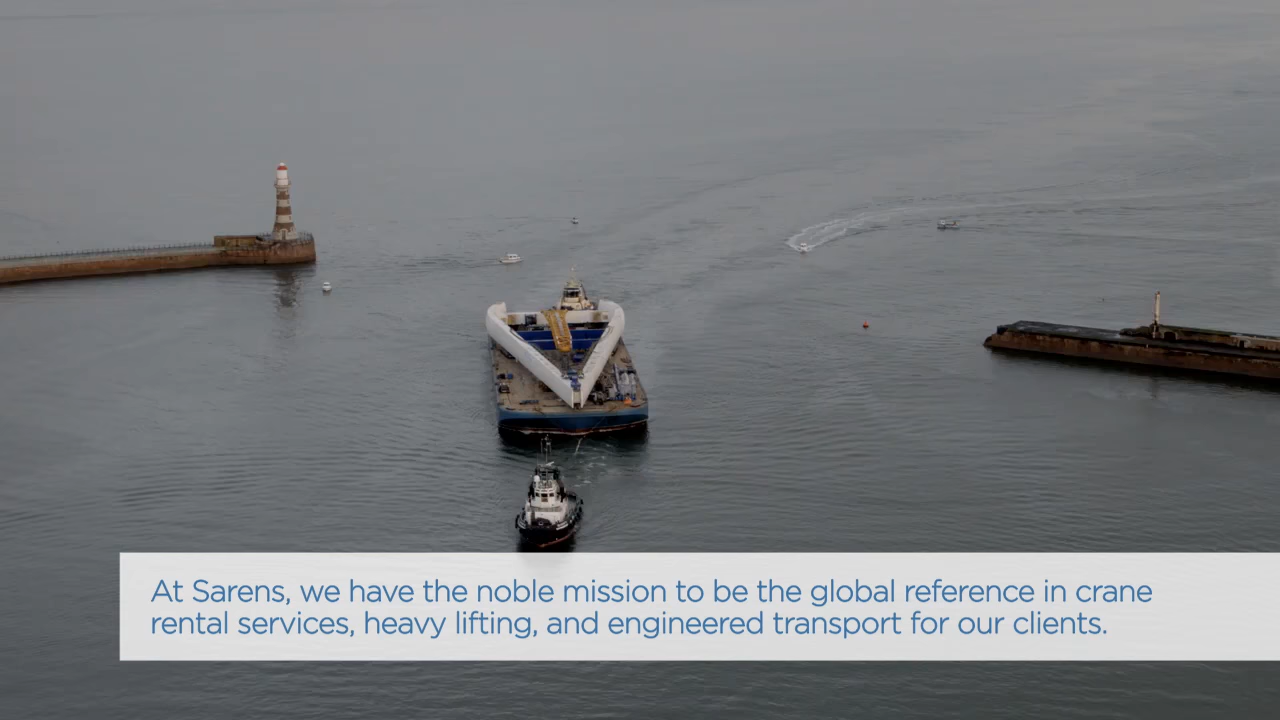 At Sarens, we have the noble mission to be the global reference in crane
rental services, heavy lifting, and engineered transport for our clients.